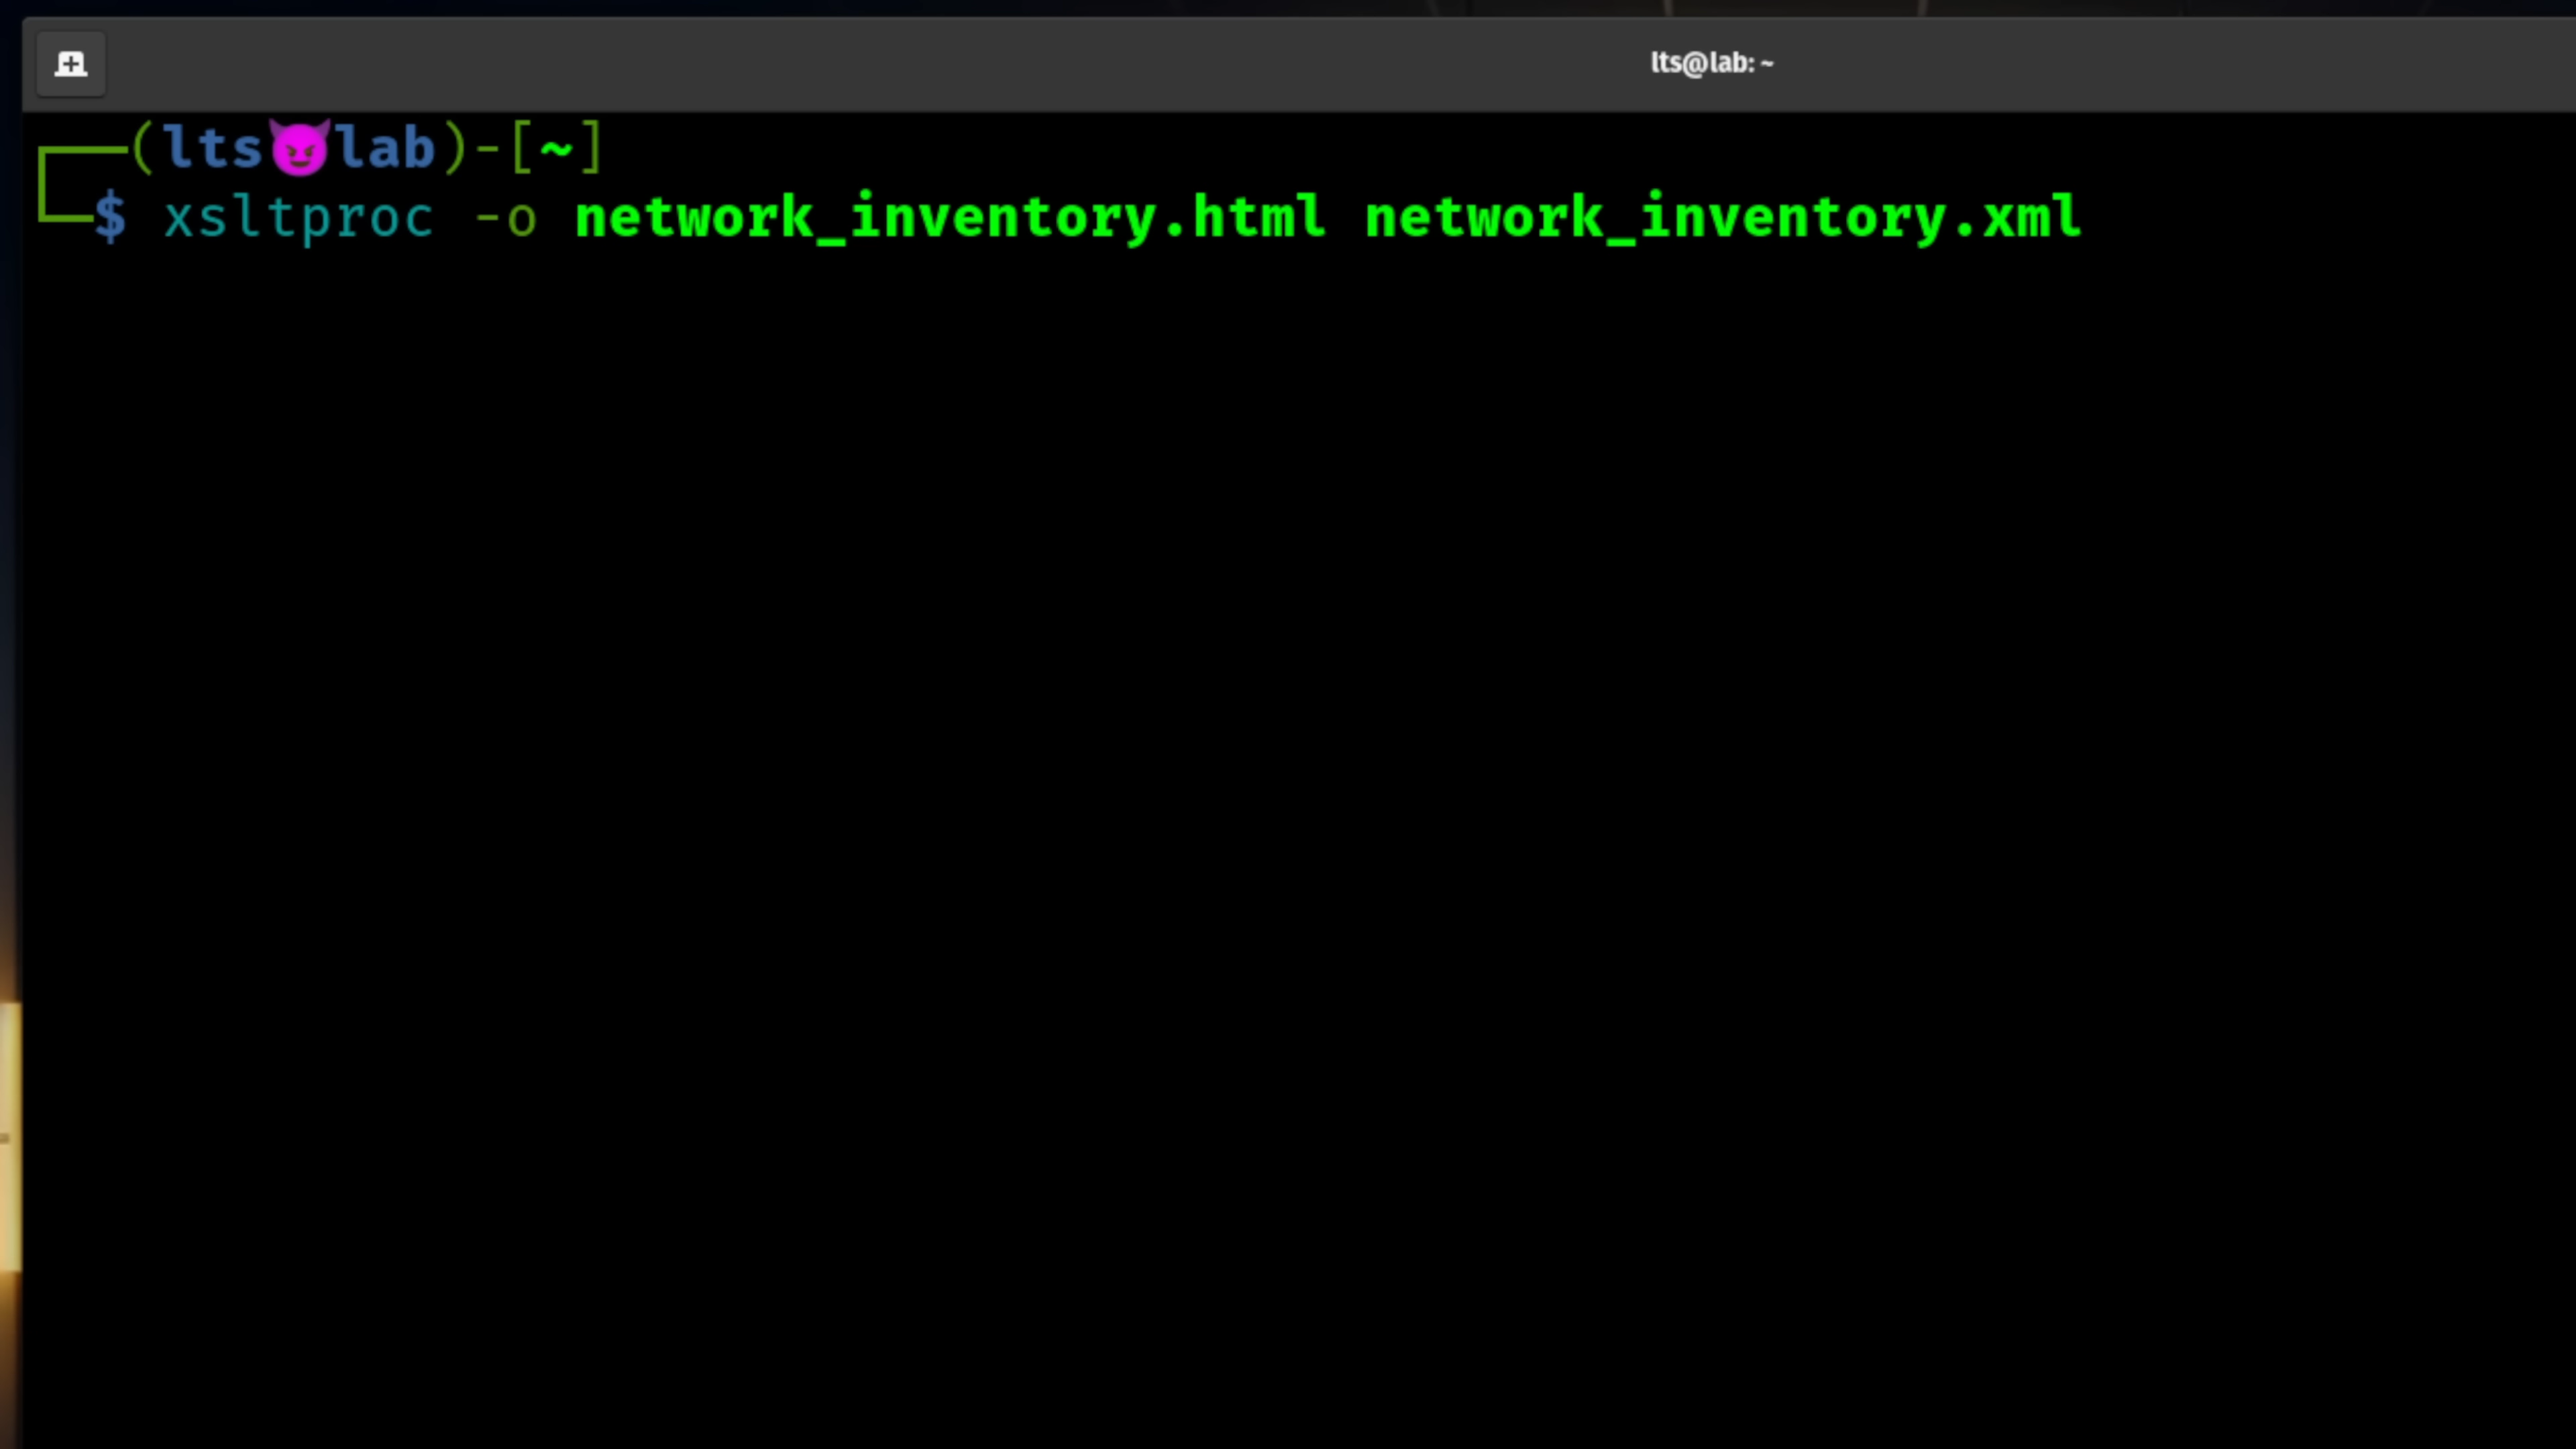 lts@lab: ~
(lts😈lab)-[~]
$ xsltproc -o network_inventory.html network_inventory.xml